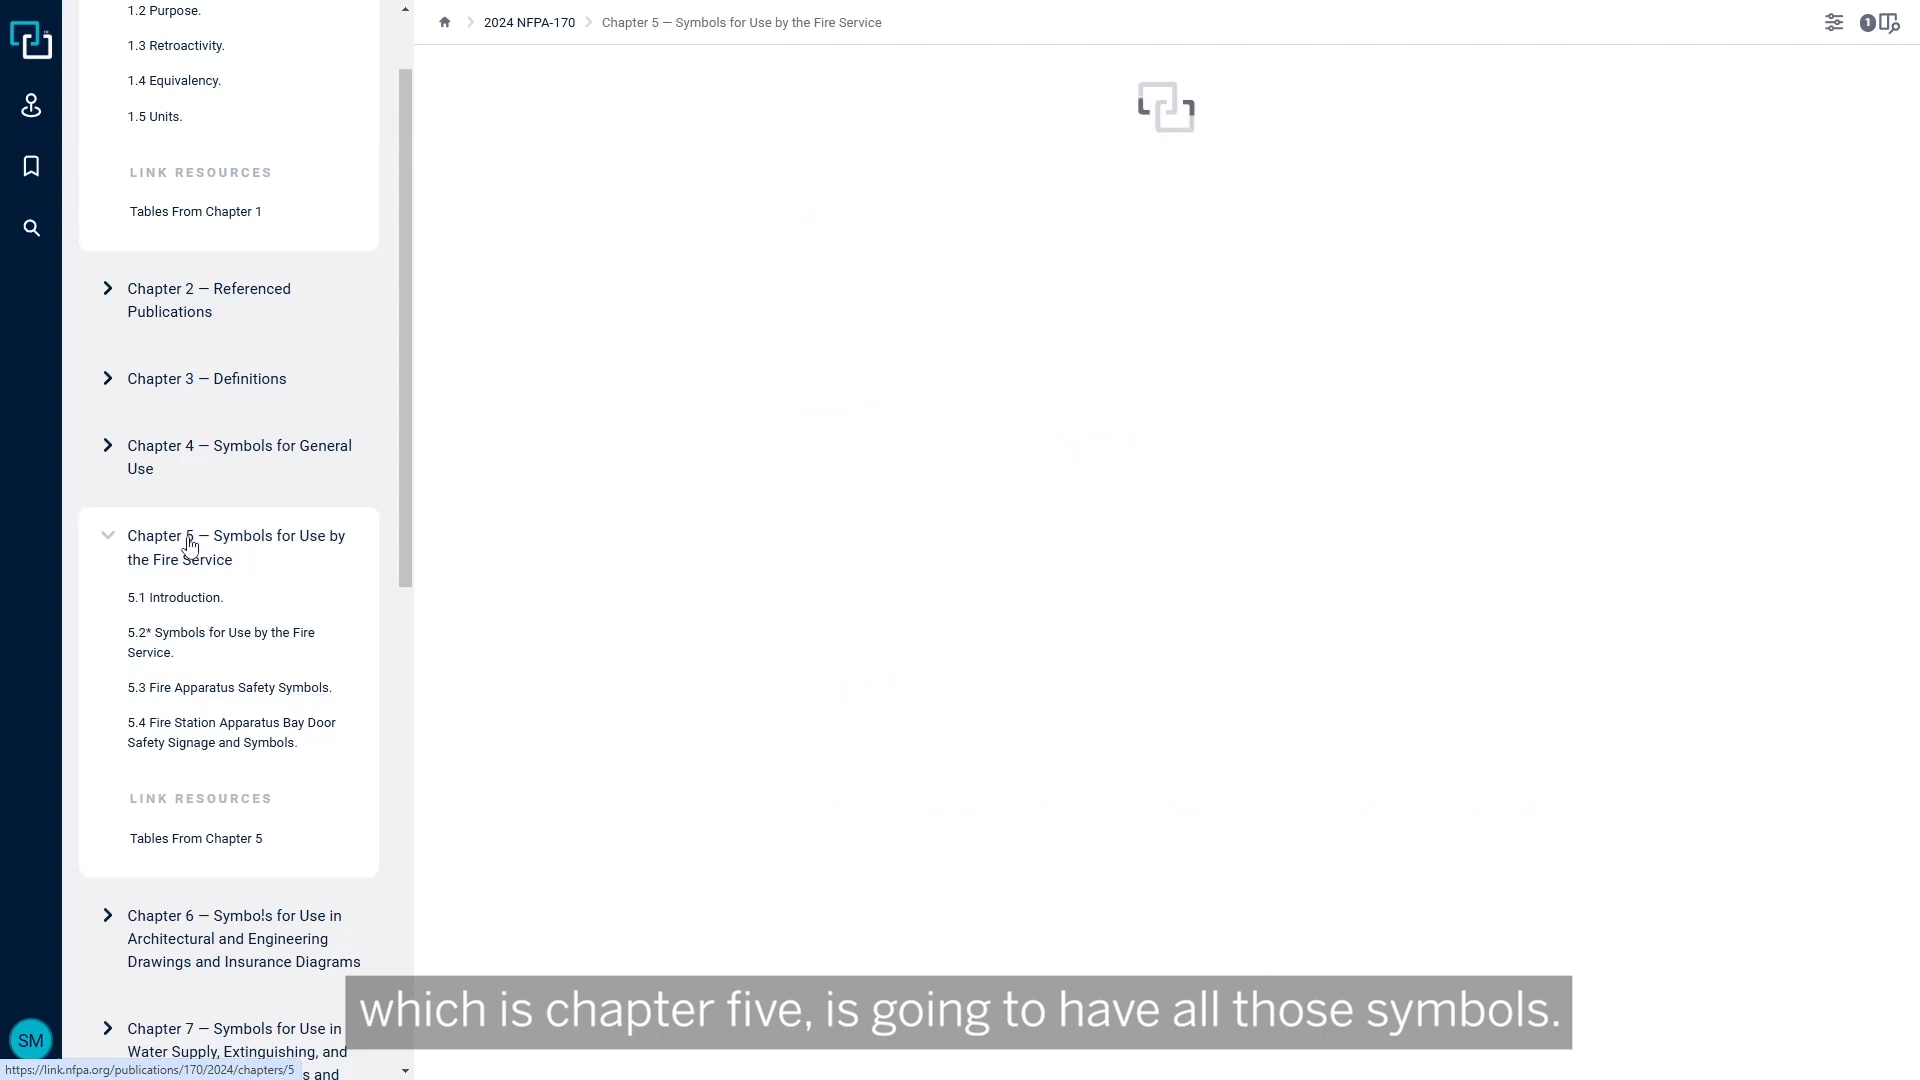 1.2 Purpose.
1.3 Retroactivity.
1.4 Equivalency.
1.5 Units.
LINK RESOURCES
Tables From Chapter 1
Chapter 2 — Referenced
Publications
Chapter 3 — Definitions
Chapter 4 — Symbols for General
Use
Chapter 5 — Symbols for Use by
the Fire Service
5.1 Introduction.
5.2* Symbols for Use by the Fire
Service.
5.3 Fire Apparatus Safety Symbols.
5.4 Fire Station Apparatus Bay Door
Safety Signage and Symbols.
LINK RESOURCES
Tables From Chapter 5
Chapter 6 — Symbols for Use in
Architectural and Engineering
Drawings and Insurance Diagrams
Chapter 7 — Symbols for Use in
Water Supply, Extinguishing, and
s and
SM
https://link.nfpa.org/publications/170/2024/chapters/5
2024 NFPA-170
Chapter 5 — Symbols for Use by the Fire Service
1
which is chapter five, is going to have all those symbols.